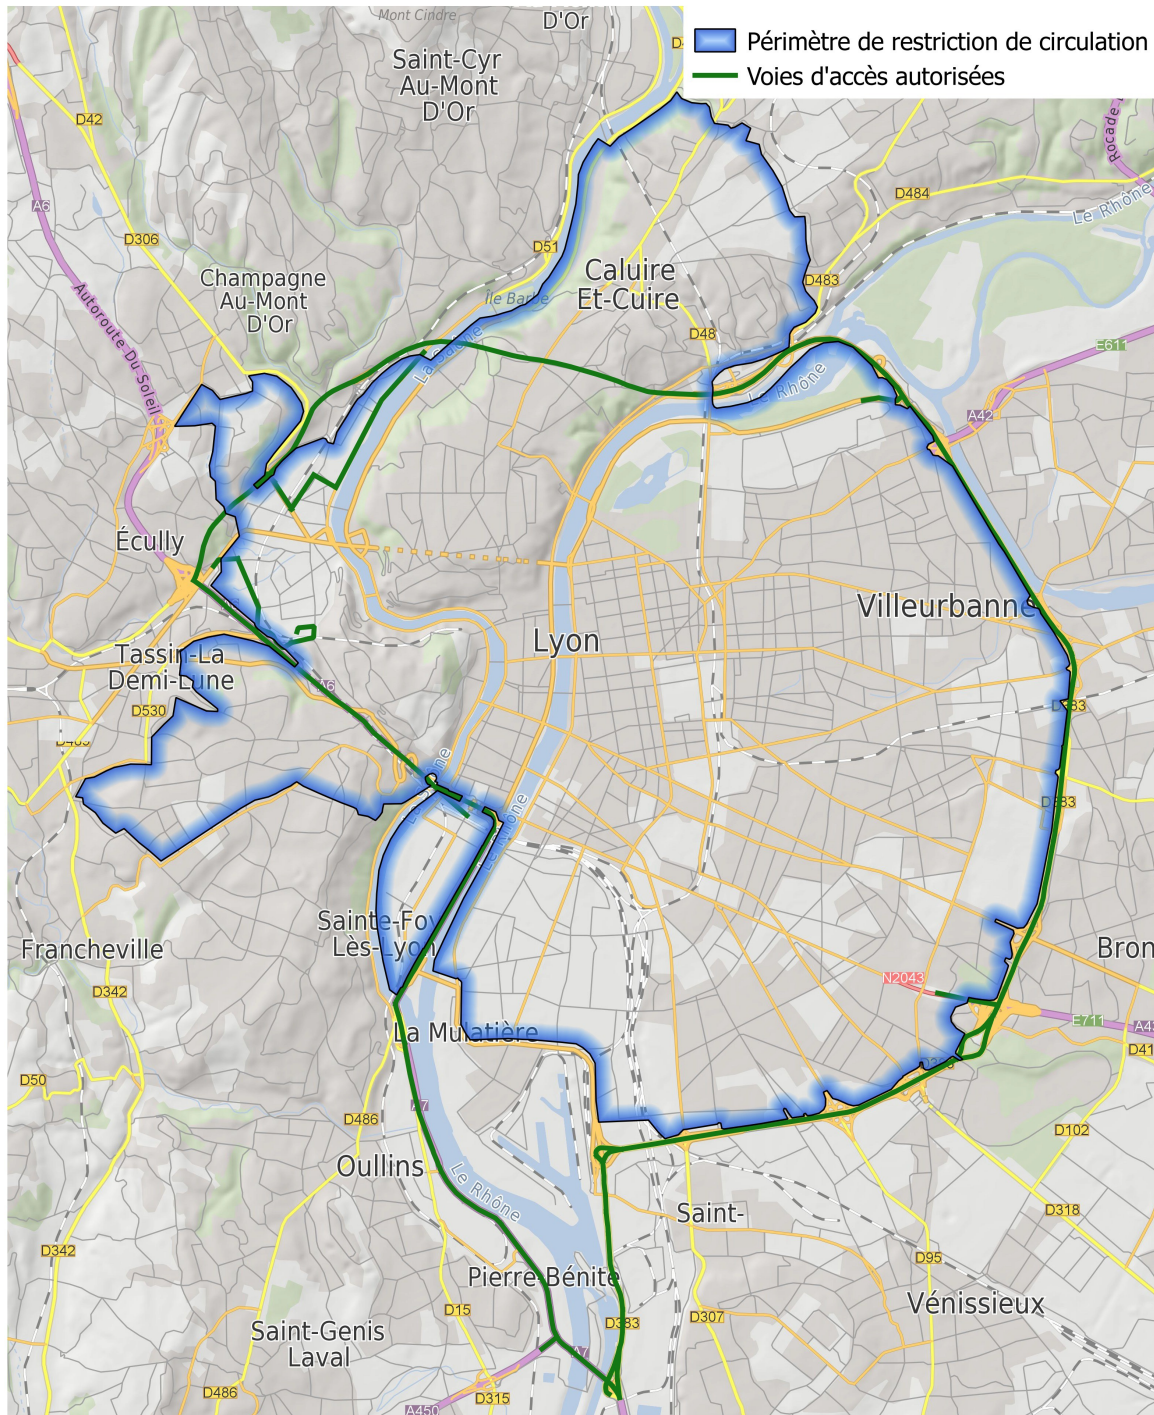 Mont Cindre
D'Or
Périmètre de restriction de circulation
Voies d'accès autorisées
Saint-Cyr
Au-Mont
D'Or
D42
A6
D484
Le Rhône
D306
D51
Champagne
Au-Mont
D'Or
Caluire
Et-Cuire
D483
Île Barbe
Autoroute Du Soleil
D48
E611
La Saône
Le Rhône
A42
Écully
Villeurbanne
Lyon
Tassin-La
Demi-Lune
A6
D530
D383
D383
Le Rhône
Sainte-Foy
Lès-Lyon
Francheville
Bron
N2043
D342
La Mulatière
E711
D41
D50
A7
D486
D102
Oullins
Le Rhône
Saint-
D318
D342
D95
Pierre-Bénite
Vénissieux
D15
D383
D307
Saint-Genis
Laval
A7
D486
D315
A450